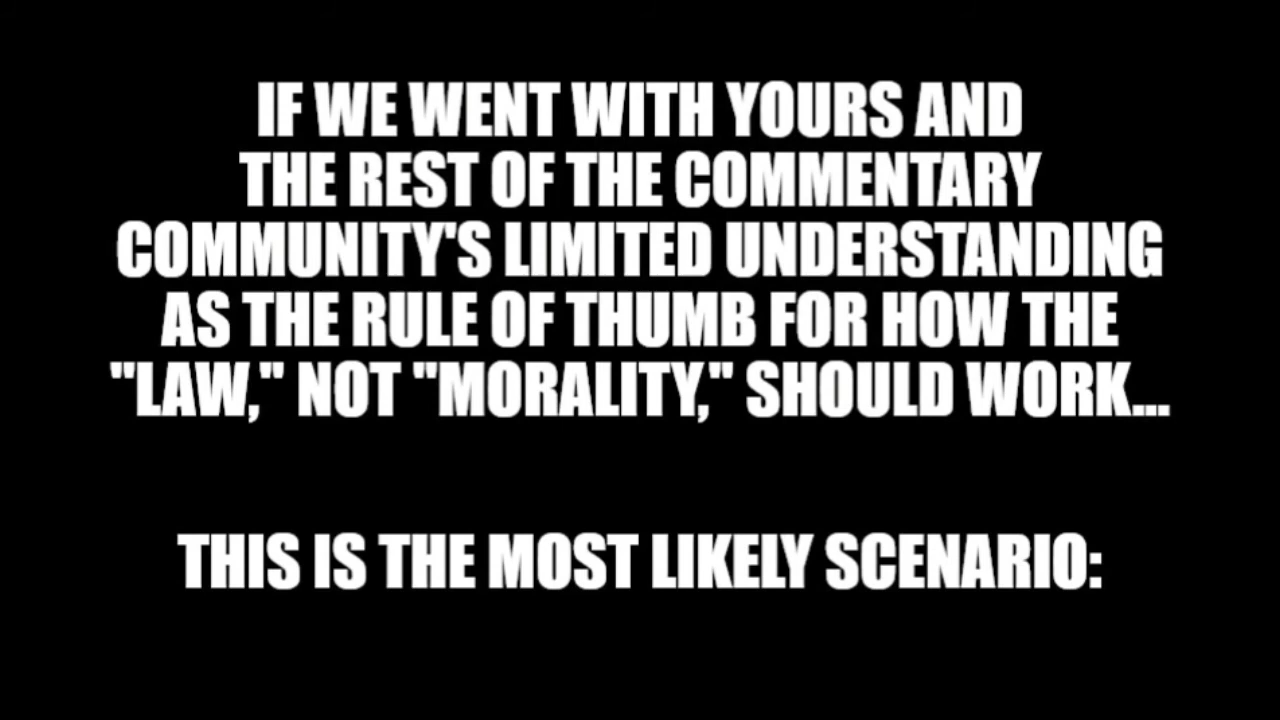 IF WE WENT WITH YOURS AND
THE REST OF THE COMMENTARY
COMMUNITY'S LIMITED UNDERSTANDING
AS THE RULE OF THUMB FOR HOW THE
"LAW," NOT "MORALITY," SHOULD WORK...
THIS IS THE MOST LIKELY SCENARIO: